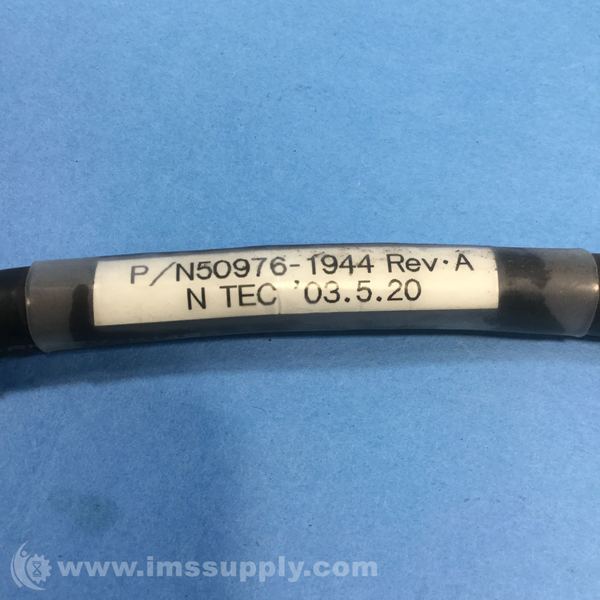 P/N50976-1944 Rev·A
N TEC '03.5.20
www.imssupply.com